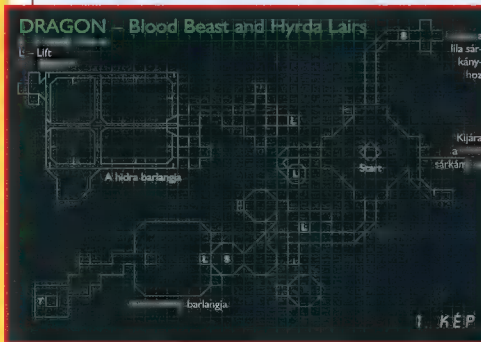 DRAGON – Blood Beast and Hyrda Lairs
L – Lift
S
lila sár-
kány-
hoz
L
Kijára
a
sárkán
Start
L
A hidra barlangja
L
L
S
barlangja
T
1. KÉP